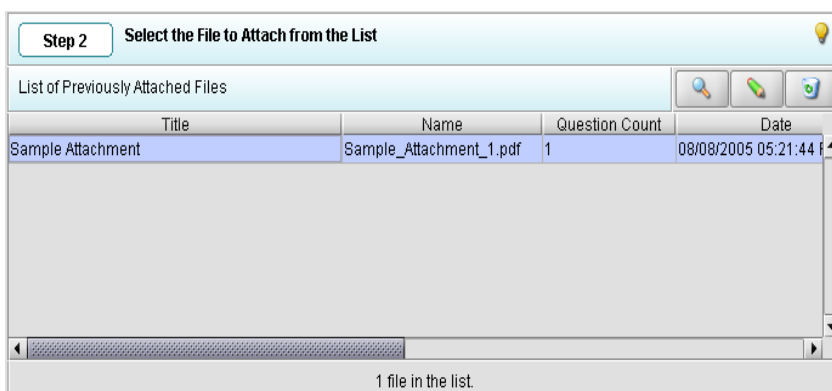 Step 2 Select the File to Attach from the List
List of Previously Attached Files
Title Name Question Count Date
Sample Attachment Sample_Attachment_1.pdf 1 08/08/2005 05:21:44
1 file in the list.